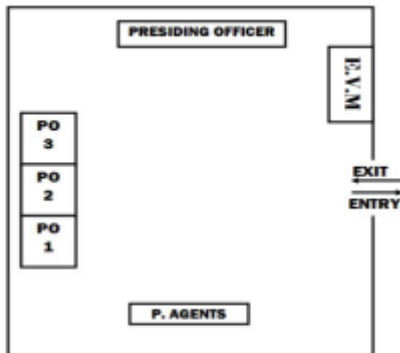 PRESIDING OFFICER
E.V.M
PO
3
PO
2
PO
1
EXIT
ENTRY
P. AGENTS